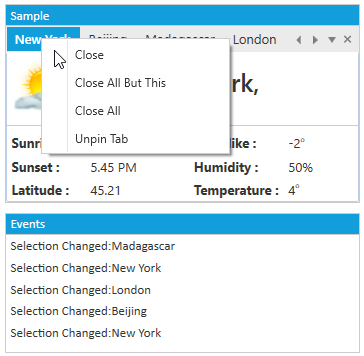 Sample
New York Beijing Madagascar London
Close
Close All But This
Close All
Unpin Tab
rk,
Sunri ike : -2°
Sunset : 5.45 PM Humidity : 50%
Latitude : 45.21 Temperature : 4°
Events
Selection Changed:Madagascar
Selection Changed:New York
Selection Changed:London
Selection Changed:Beijing
Selection Changed:New York